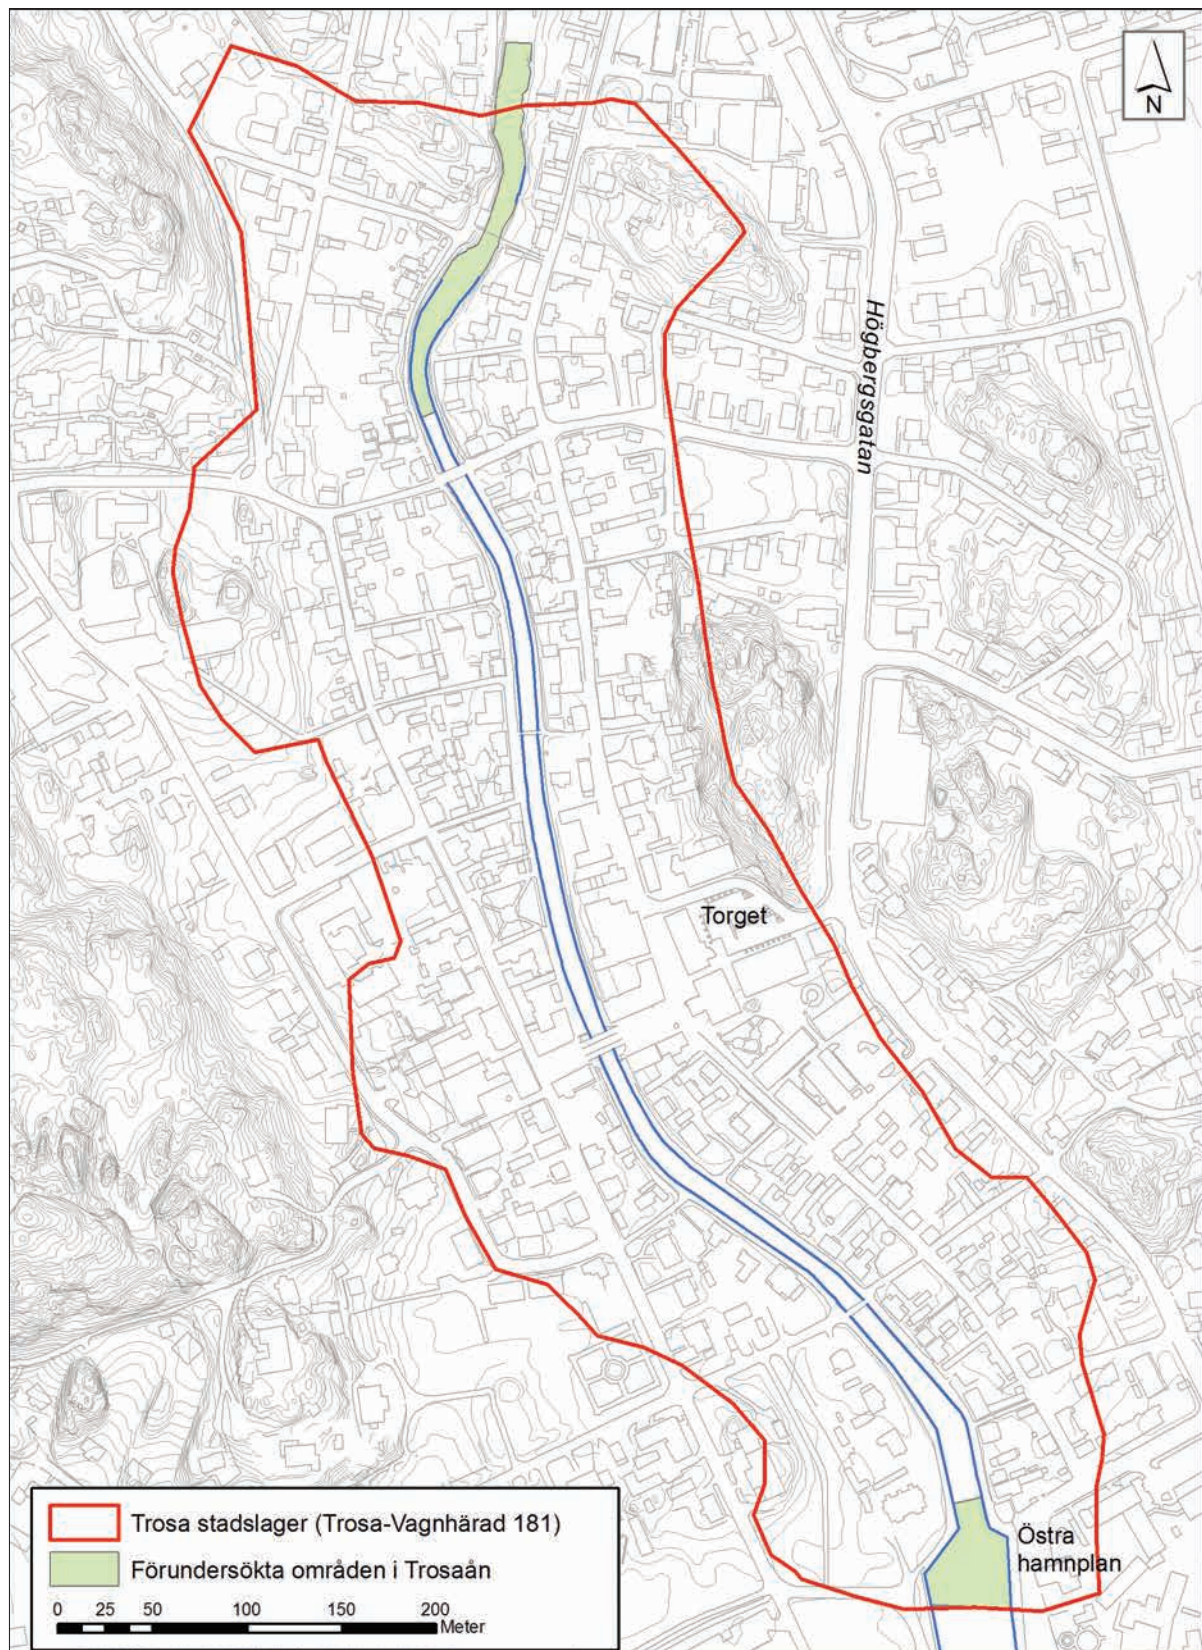 N
Högbergsgatan
Torget
Östra
hamnplan
Trosa stadslager (Trosa-Vagnhärad 181)
Förundersökta områden i Trosaån
0 25 50 100 150 200
Meter